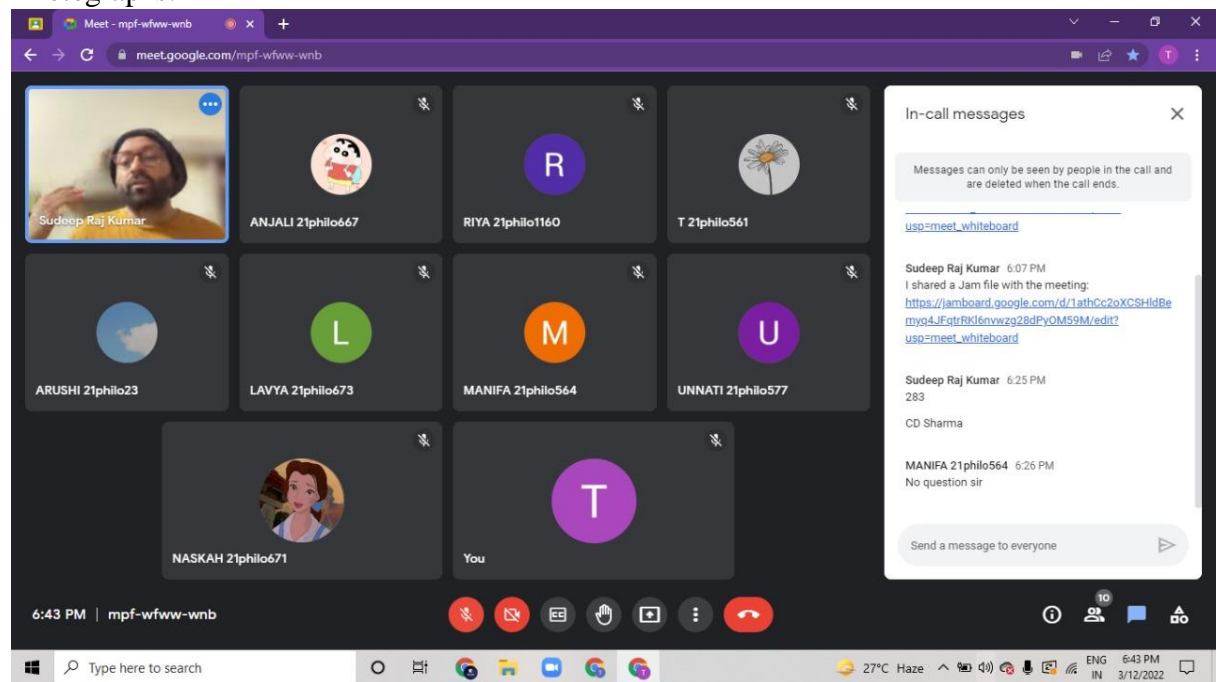 Meet - mpf-wfww-wnb
meet.google.com/mpf-wfww-wnb
T
Sudeep Raj Kumar
ANJALI 21philo667
R
RIYA 21philo1160
T 21philo561
ARUSHI 21philo23
L
LAVYA 21philo673
M
MANIFA 21philo564
U
UNNATI 21philo577
NASKAH 21philo671
T
You
In-call messages
Messages can only be seen by people in the call and
are deleted when the call ends.
usp=meet_whiteboard
Sudeep Raj Kumar 6:07 PM
I shared a Jam file with the meeting:
https://jamboard.google.com/d/1athCc2oXCSHldBe
myq4JFqtrRKl6nvwzg28dPyOM59M/edit?
usp=meet_whiteboard
Sudeep Raj Kumar 6:25 PM
283
CD Sharma
MANIFA 21philo564 6:26 PM
No question sir
Send a message to everyone
6:43 PM | mpf-wfww-wnb
CC
10
Type here to search
27°C Haze
ENG
IN
6:43 PM
3/12/2022